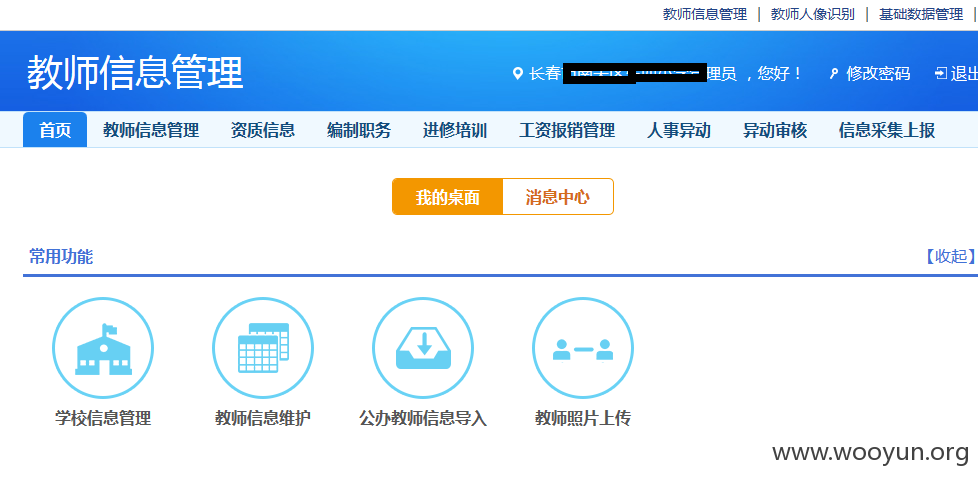 教师信息管理 | 教师人像识别 | 基础数据管理 |
教师信息管理
长春 理员 ，您好！ 修改密码 退出
首页 教师信息管理 资质信息 编制职务 进修培训 工资报销管理 人事异动 异动审核 信息采集上报
我的桌面 消息中心
常用功能 【收起】
学校信息管理 教师信息维护 公办教师信息导入 教师照片上传
www.wooyun.org